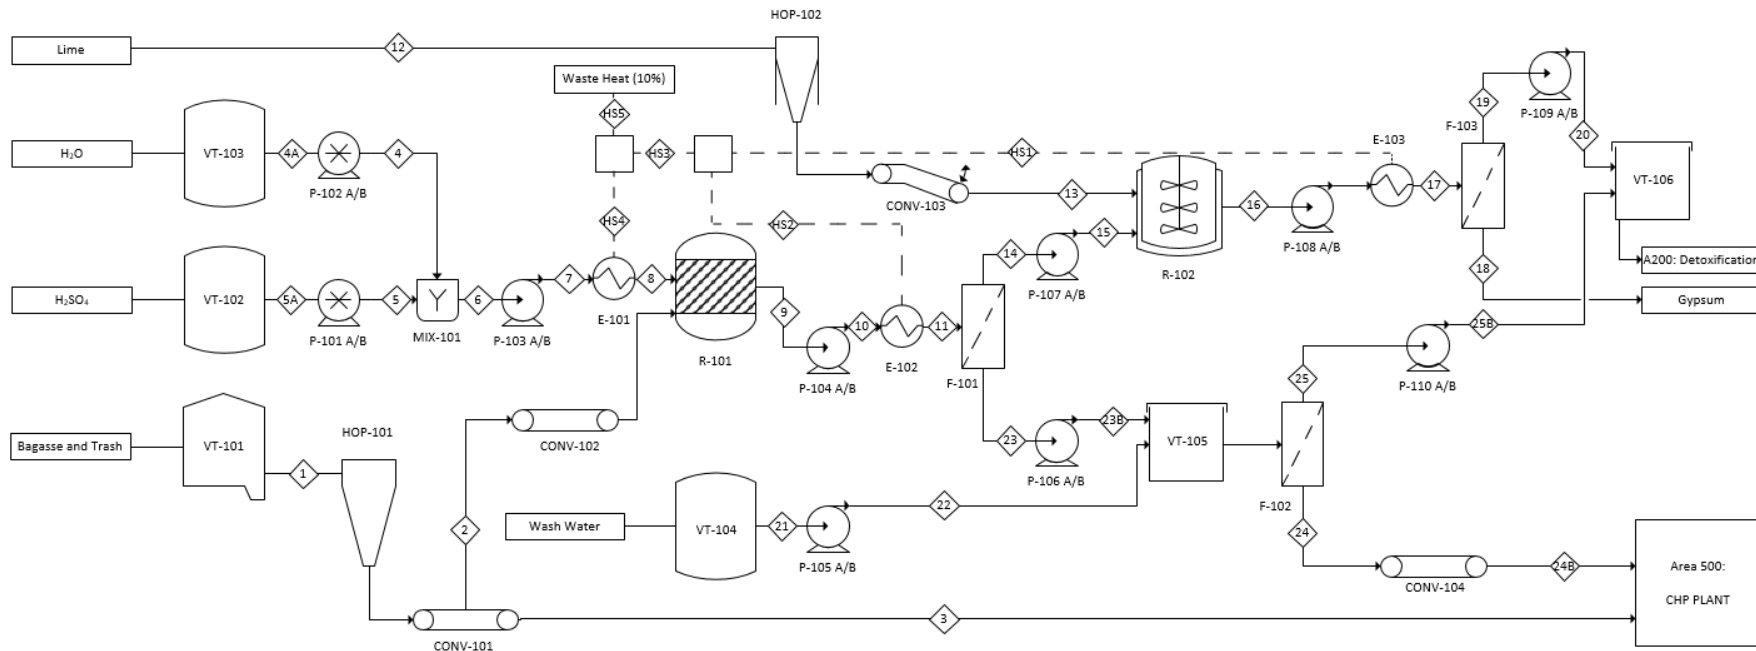 HOP-102
Lime
12
Waste Heat (10%)
P-109 A/B
19
20
HS5
H₂O
VT-103
4A
4
P-102 A/B
HS3
HS1
E-103
F-103
VT-106
17
CONV-103
13
16
P-108 A/B
HS4
HS2
14
15
P-107 A/B
R-102
18
A200: Detoxification
Gypsum
H₂SO₄
VT-102
5A
5
6
7
8
P-101 A/B
MIX-101
P-103 A/B
E-101
R-101
9
10
11
P-104 A/B
E-102
F-101
25B
P-110 A/B
25
Bagasse and Trash
VT-101
HOP-101
1
CONV-102
23
23B
P-106 A/B
VT-105
F-102
2
Wash Water
VT-104
21
22
P-105 A/B
24
CONV-104
24B
Area 500:
CHP PLANT
CONV-101
3